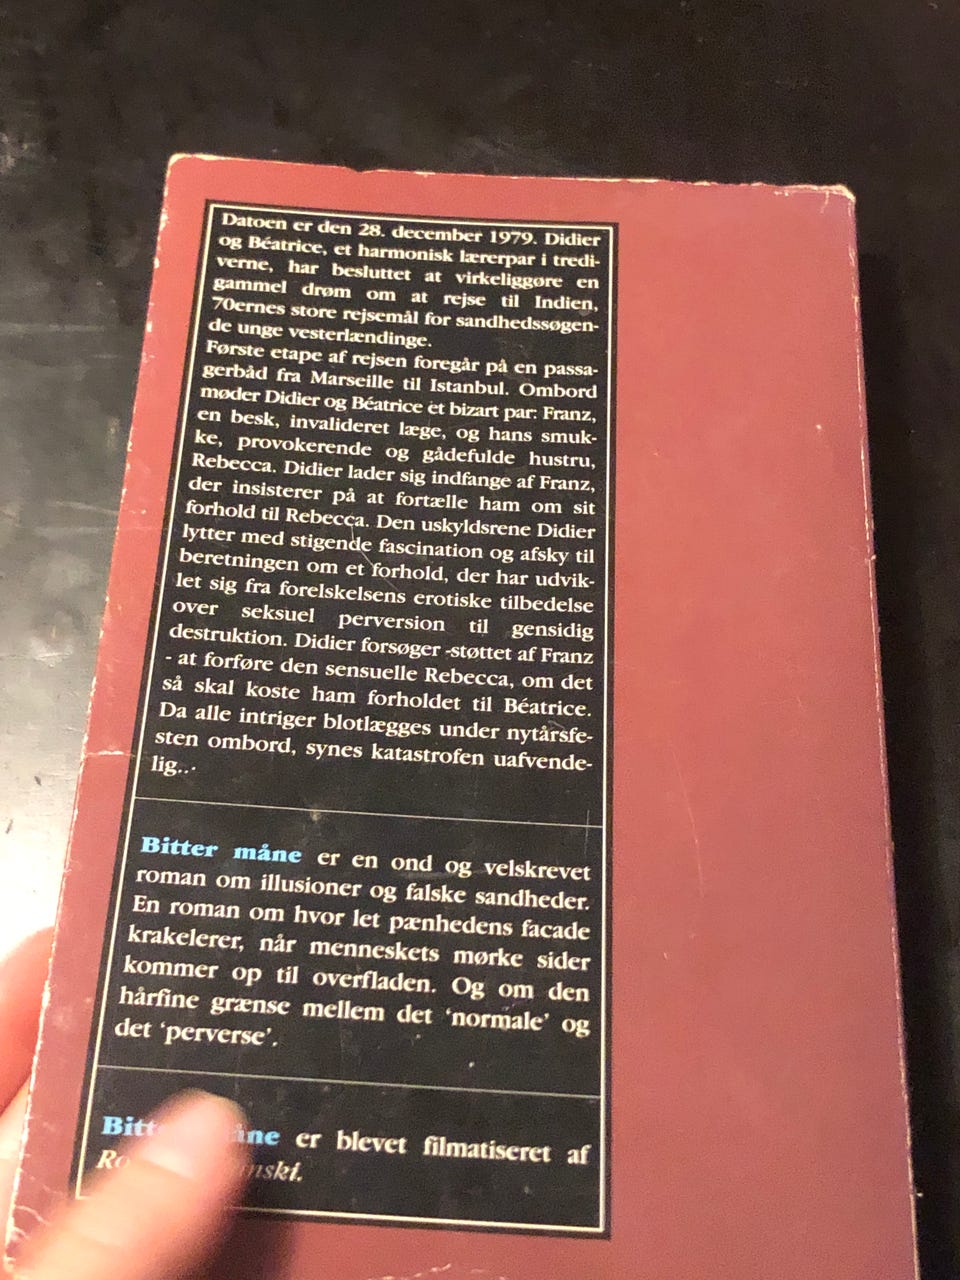 Datoen er den 28. december 1979. Didier
og Béatrice, et harmonisk lærerpar i tredi-
verne, har besluttet at virkeliggøre en
gammel drøm om at rejse til Indien,
70ernes store rejsemål for sandhedssøgen-
de unge vesterlændinge.
Første etape af rejsen foregår på en passa-
gerbåd fra Marseille til Istanbul. Ombord
møder Didier og Béatrice et bizart par: Franz,
en besk, invalideret læge, og hans smuk-
ke, provokerende og gådefulde hustru,
Rebecca. Didier lader sig indfange af Franz,
der insisterer på at fortælle ham om sit
forhold til Rebecca. Den uskyldsrene Didier
lytter med stigende fascination og afsky til
beretningen om et forhold, der har udvik-
let sig fra forelskelsens erotiske tilbedelse
over seksuel perversion til gensidig
destruktion. Didier forsøger -støttet af Franz
- at forføre den sensuelle Rebecca, om det
så skal koste ham forholdet til Béatrice.
Da alle intriger blotlægges under nytårsfe-
sten ombord, synes katastrofen uafvende-
lig...
Bitter måne er en ond og velskrevet
roman om illusioner og falske sandheder.
En roman om hvor let pænhedens facade
krakelerer, når menneskets mørke sider
kommer op til overfladen. Og om den
hårfine grænse mellem det 'normale' og
det 'perverse'.
er blevet filmatiseret af